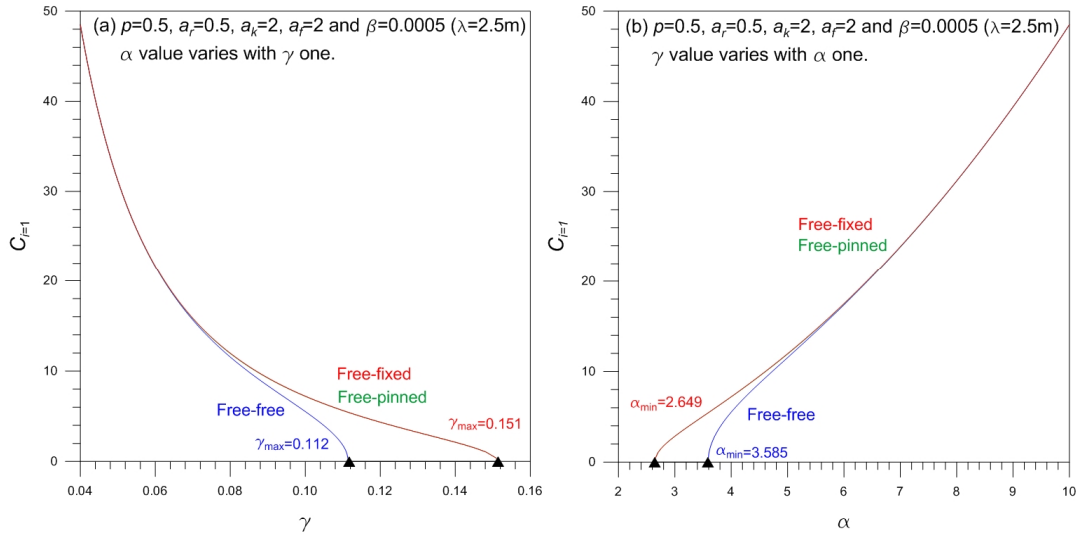 (a) p=0.5, aᵣ=0.5, aₖ=2, a_f=2 and β=0.0005 (λ=2.5m)
α value varies with γ one.
50
40
30
20
10
0
C_i=1
Free-fixed
Free-pinned
Free-free
γmax=0.151
γmax=0.112
0.04 0.06 0.08 0.10 0.12 0.14 0.16
γ
(b) p=0.5, aᵣ=0.5, aₖ=2, a_f=2 and β=0.0005 (λ=2.5m)
γ value varies with α one.
50
40
30
20
10
0
C_i=1
Free-fixed
Free-pinned
αmin=2.649
Free-free
αmin=3.585
2 3 4 5 6 7 8 9 10
α